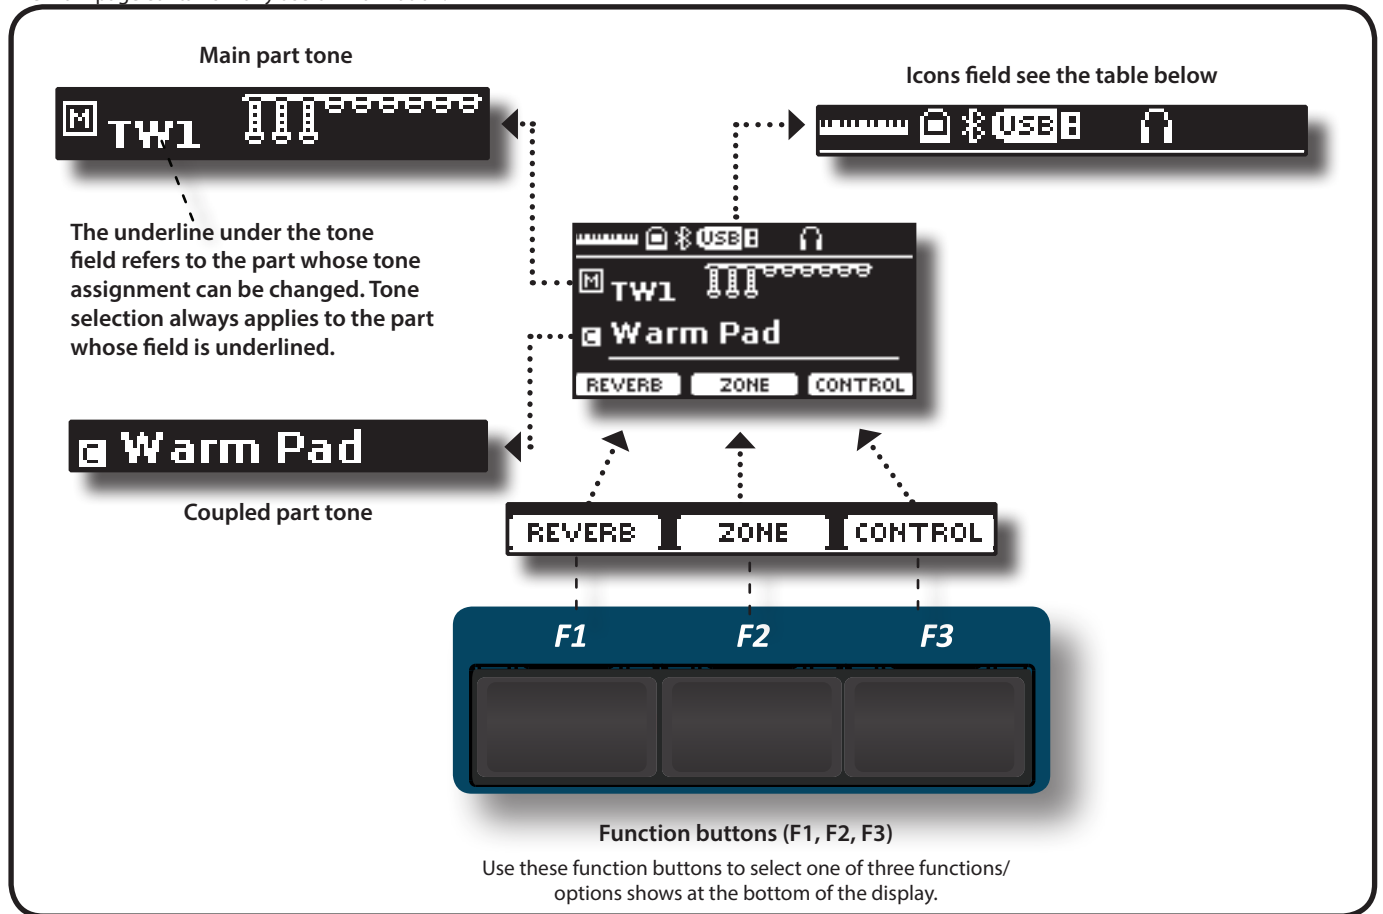 Main part tone
M TW1
The underline under the tone
field refers to the part whose tone
assignment can be changed. Tone
selection always applies to the part
whose field is underlined.
C Warm Pad
Coupled part tone
Icons field see the table below
USB
USB
M TW1
C Warm Pad
REVERB ZONE CONTROL
REVERB ZONE CONTROL
F1 F2 F3
Function buttons (F1, F2, F3)
Use these function buttons to select one of three functions/
options shows at the bottom of the display.